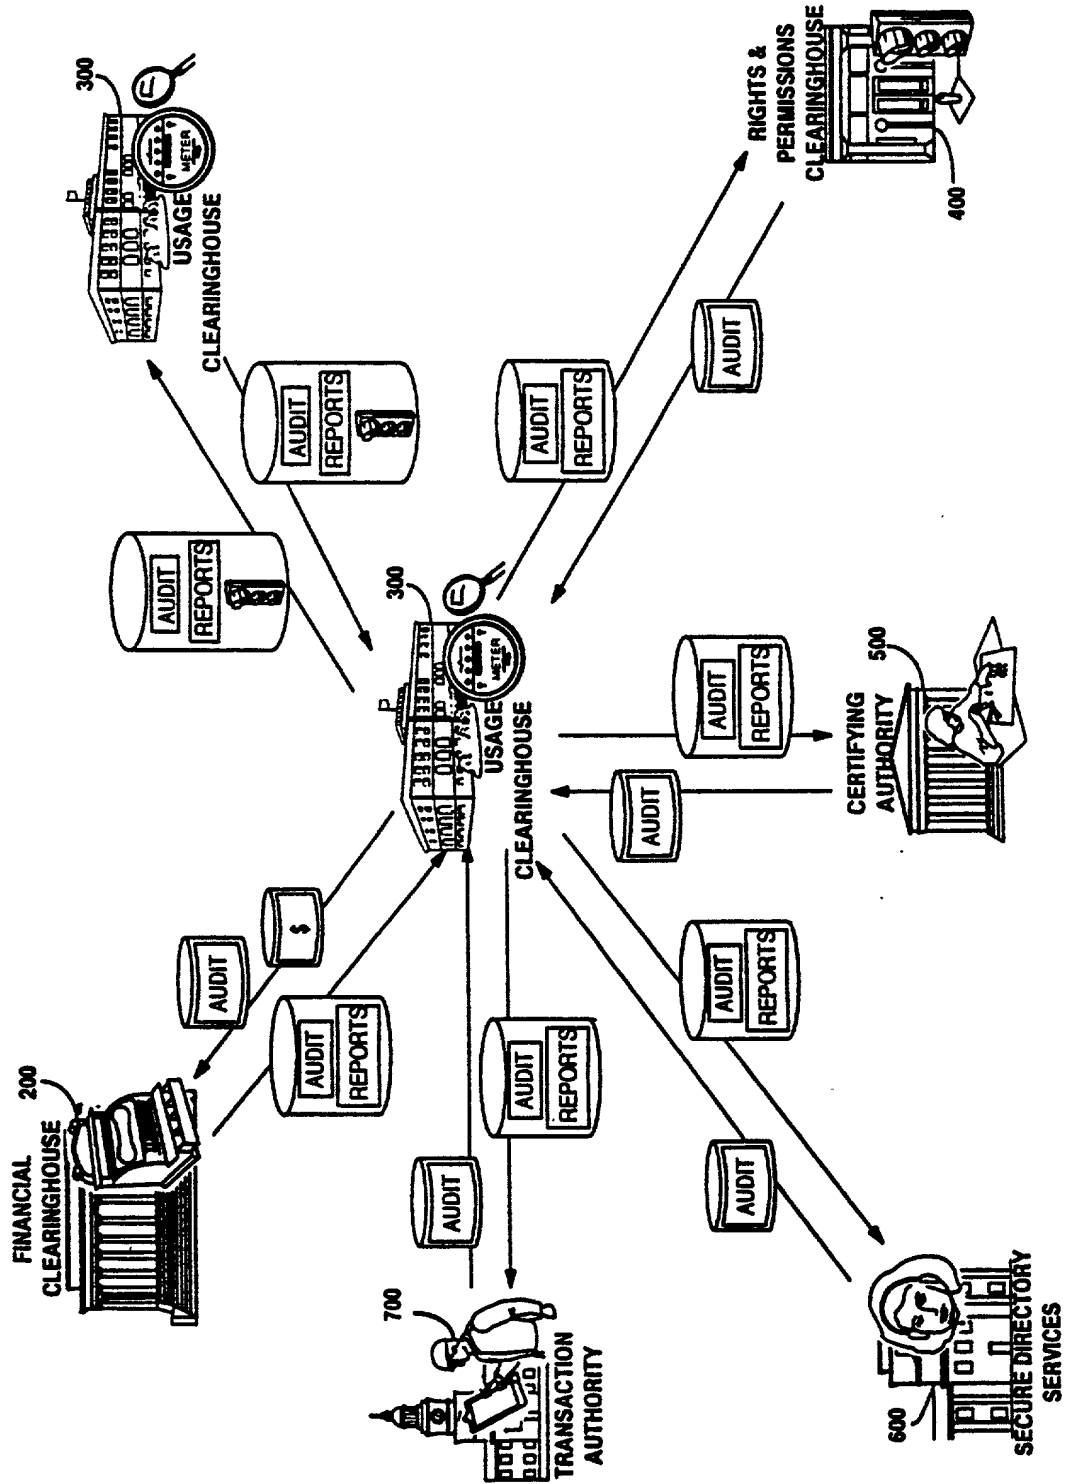 FINANCIAL
CLEARINGHOUSE
200
300
METER
USAGE
CLEARINGHOUSE
AUDIT
$
AUDIT
REPORTS
AUDIT
REPORTS
AUDIT
REPORTS
700
TRANSACTION
AUTHORITY
AUDIT
AUDIT
REPORTS
300
METER
USAGE
CLEARINGHOUSE
AUDIT
REPORTS
AUDIT
RIGHTS &
PERMISSIONS
CLEARINGHOUSE
400
AUDIT
AUDIT
REPORTS
AUDIT
AUDIT
REPORTS
600
SECURE DIRECTORY
SERVICES
CERTIFYING
AUTHORITY
500